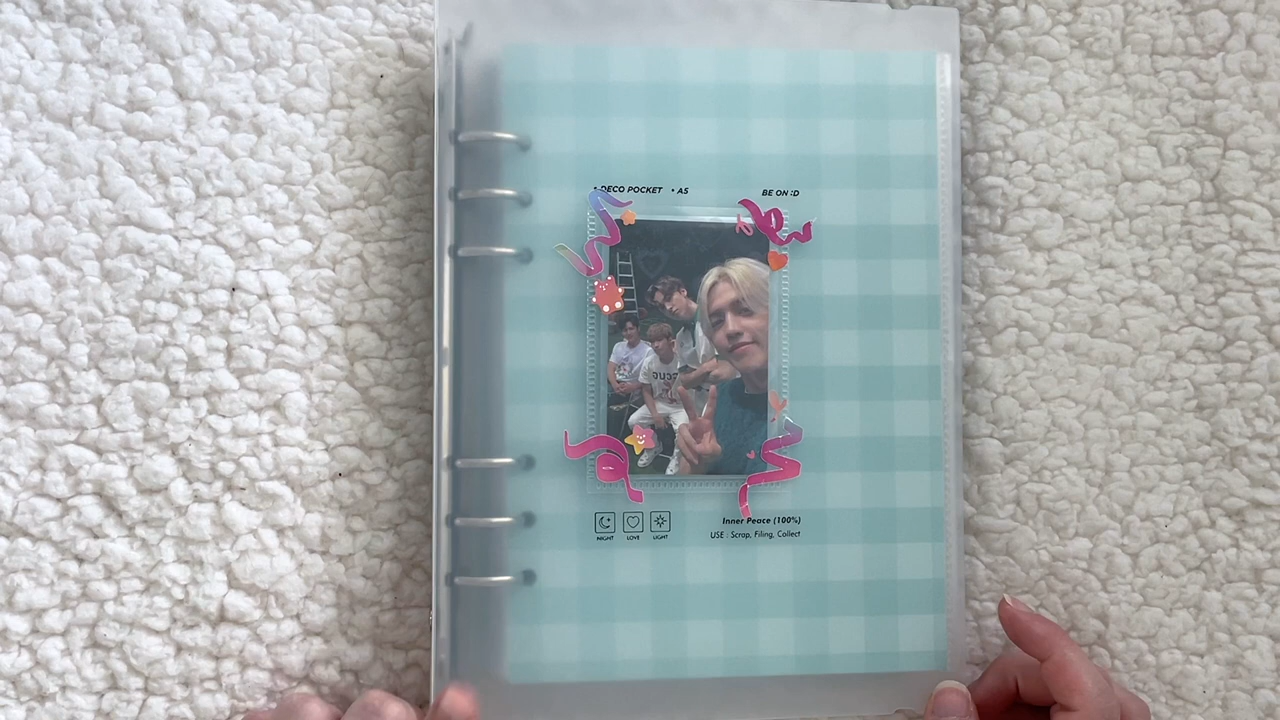 • DECO POCKET • A5
BE ON :D
NIGHT LOVE LIGHT
Inner Peace (100%)
USE : Scrap, Filing, Collect